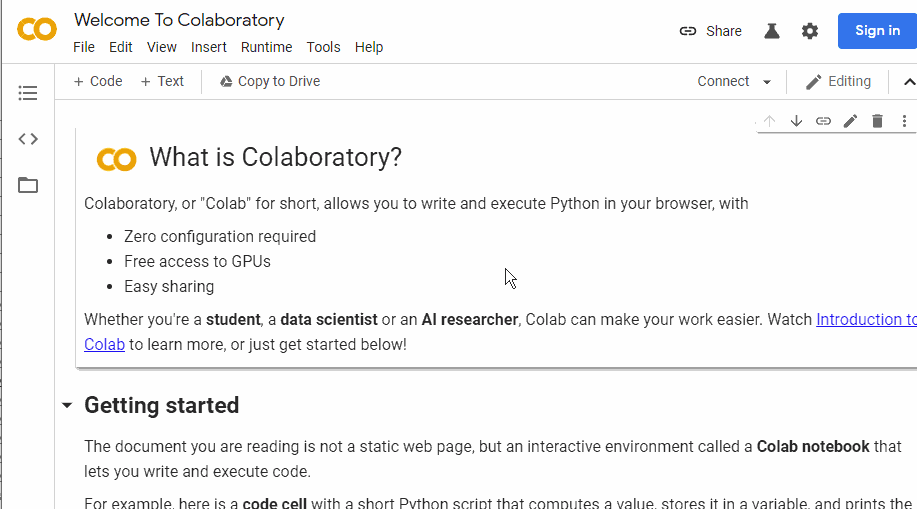 Welcome To Colaboratory
File Edit View Insert Runtime Tools Help
Share
Sign in
+ Code + Text Copy to Drive
Connect
Editing
What is Colaboratory?
Colaboratory, or "Colab" for short, allows you to write and execute Python in your browser, with
• Zero configuration required
• Free access to GPUs
• Easy sharing
Whether you're a student, a data scientist or an AI researcher, Colab can make your work easier. Watch Introduction to
Colab to learn more, or just get started below!
Getting started
The document you are reading is not a static web page, but an interactive environment called a Colab notebook that
lets you write and execute code.
For example, here is a code cell with a short Python script that computes a value, stores it in a variable, and prints the